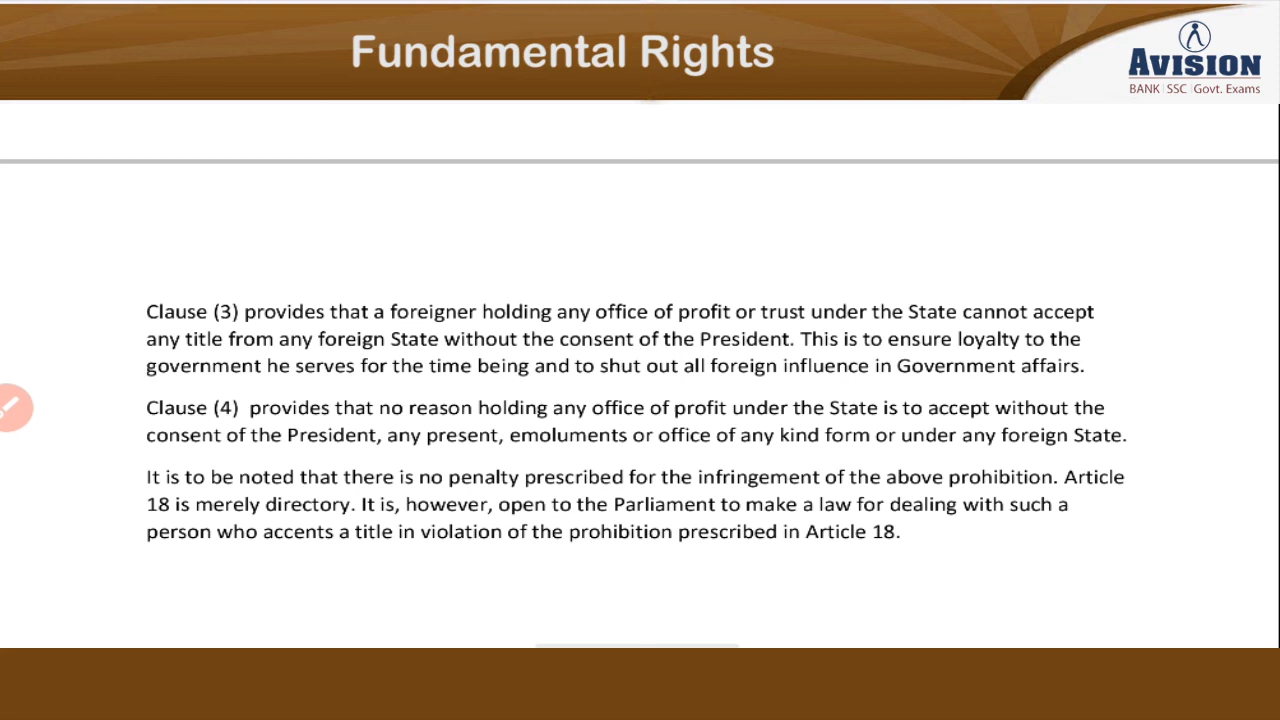 Fundamental Rights
AVISION
BANK SSC Govt. Exams
Clause (3) provides that a foreigner holding any office of profit or trust under the State cannot accept
any title from any foreign State without the consent of the President. This is to ensure loyalty to the
government he serves for the time being and to shut out all foreign influence in Government affairs.
Clause (4)  provides that no reason holding any office of profit under the State is to accept without the
consent of the President, any present, emoluments or office of any kind form or under any foreign State.
It is to be noted that there is no penalty prescribed for the infringement of the above prohibition. Article
18 is merely directory. It is, however, open to the Parliament to make a law for dealing with such a
person who accents a title in violation of the prohibition prescribed in Article 18.